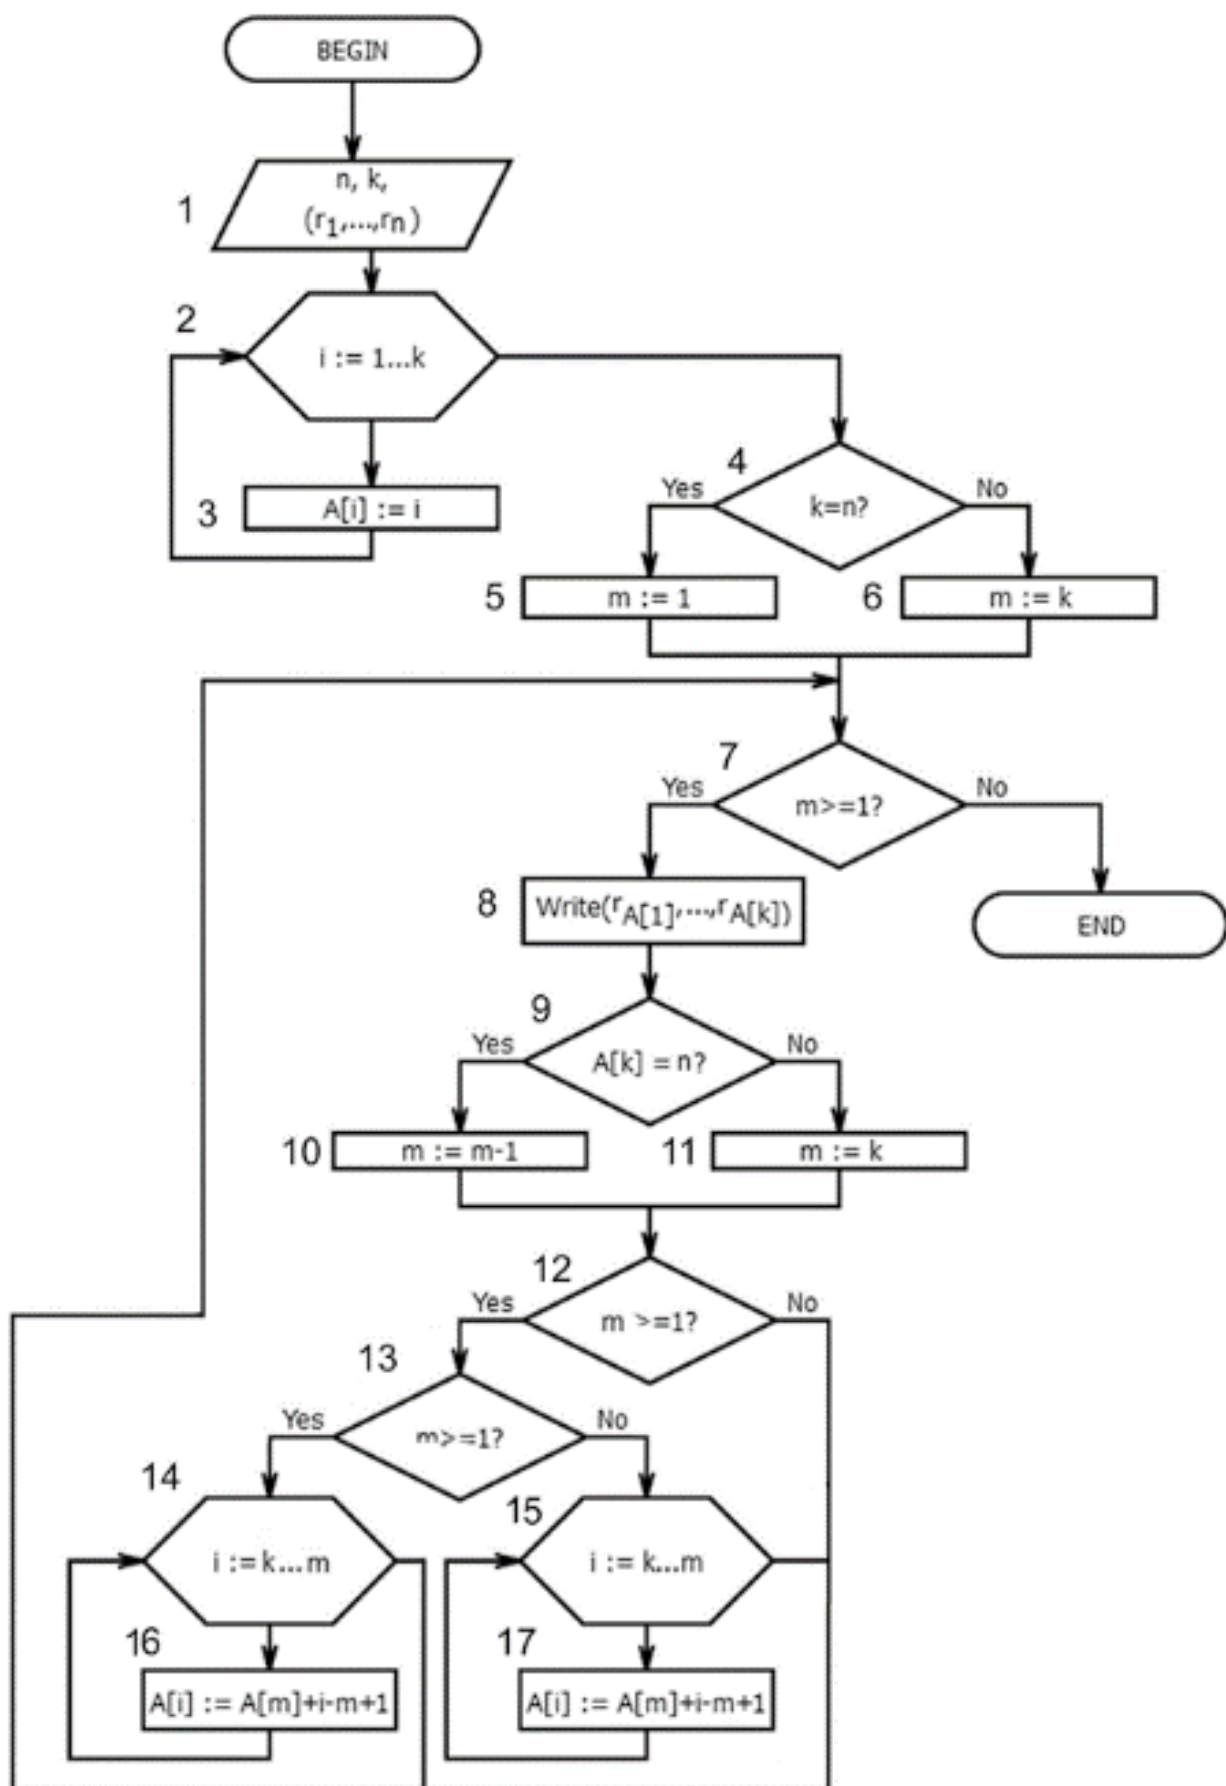 BEGIN
1
n, k,
(r1,...,rn)
2
i := 1...k
3
A[i] := i
4
Yes
No
k=n?
5
m := 1
6
m := k
7
Yes
No
m>=1?
8
Write(rA[1],...,rA[k])
END
9
Yes
No
A[k] = n?
10
m := m-1
11
m := k
12
Yes
No
m >=1?
13
Yes
No
m>=1?
14
i := k...m
15
i := k...m
16
A[i] := A[m]+i-m+1
17
A[i] := A[m]+i-m+1